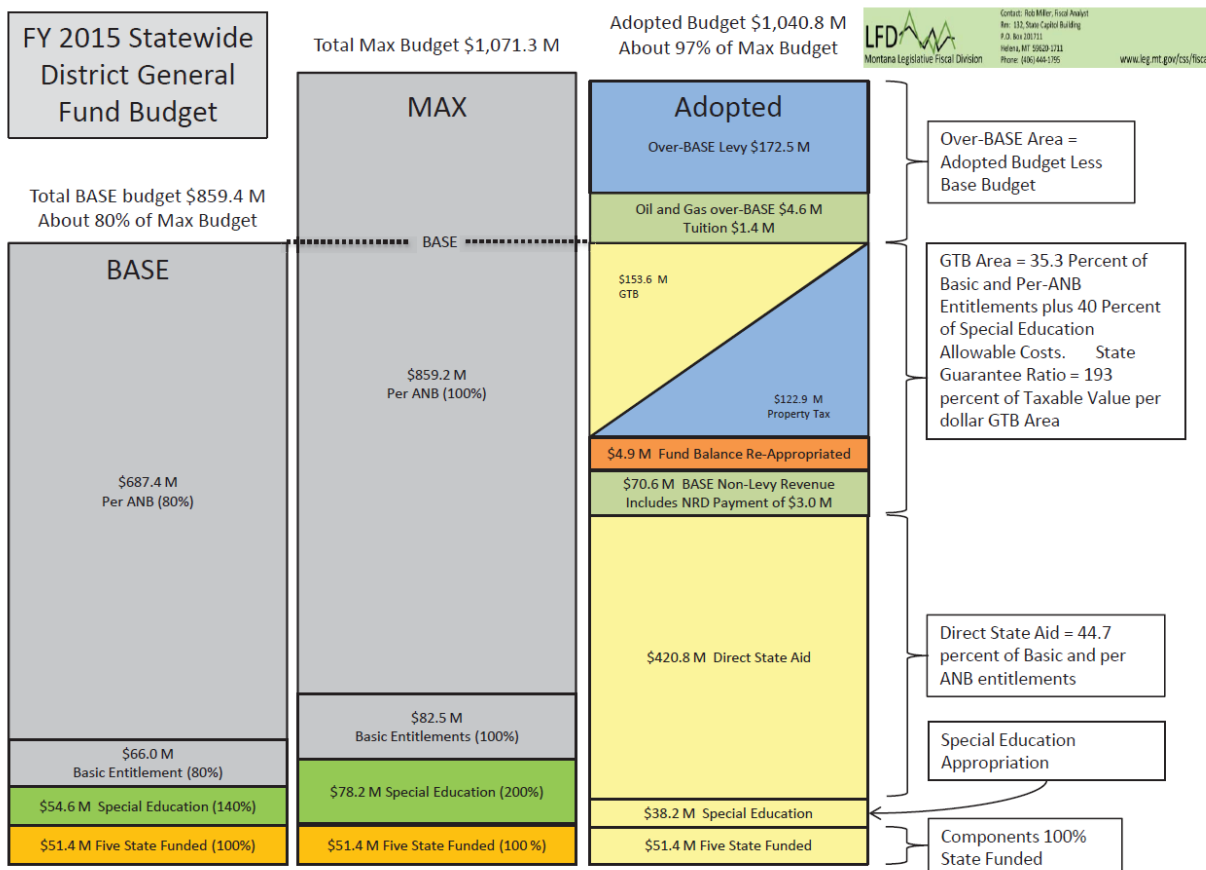 FY 2015 Statewide
District General
Fund Budget
Total Max Budget $1,071.3 M
Adopted Budget $1,040.8 M
About 97% of Max Budget
LFD
Montana Legislative Fiscal Division
Contact: Rob Miller, Fiscal Analyst
Rm: 132, State Capitol Building
P.O. Box 201711
Helena, MT 59620-1711
Phone: (406) 444-1795
www.leg.mt.gov/css/fisca
Total BASE budget $859.4 M
About 80% of Max Budget
BASE
$687.4 M
Per ANB (80%)
$66.0 M
Basic Entitlement (80%)
$54.6 M Special Education (140%)
$51.4 M Five State Funded (100%)
MAX
BASE
$859.2 M
Per ANB (100%)
$82.5 M
Basic Entitlements (100%)
$78.2 M Special Education (200%)
$51.4 M Five State Funded (100 %)
Adopted
Over-BASE Levy $172.5 M
Oil and Gas over-BASE $4.6 M
Tuition $1.4 M
$153.6 M
GTB
$122.9 M
Property Tax
$4.9 M Fund Balance Re-Appropriated
$70.6 M BASE Non-Levy Revenue
Includes NRD Payment of $3.0 M
$420.8 M Direct State Aid
$38.2 M Special Education
$51.4 M Five State Funded
Over-BASE Area =
Adopted Budget Less
Base Budget
GTB Area = 35.3 Percent of
Basic and Per-ANB
Entitlements plus 40 Percent
of Special Education
Allowable Costs. State
Guarantee Ratio = 193
percent of Taxable Value per
dollar GTB Area
Direct State Aid = 44.7
percent of Basic and per
ANB entitlements
Special Education
Appropriation
Components 100%
State Funded